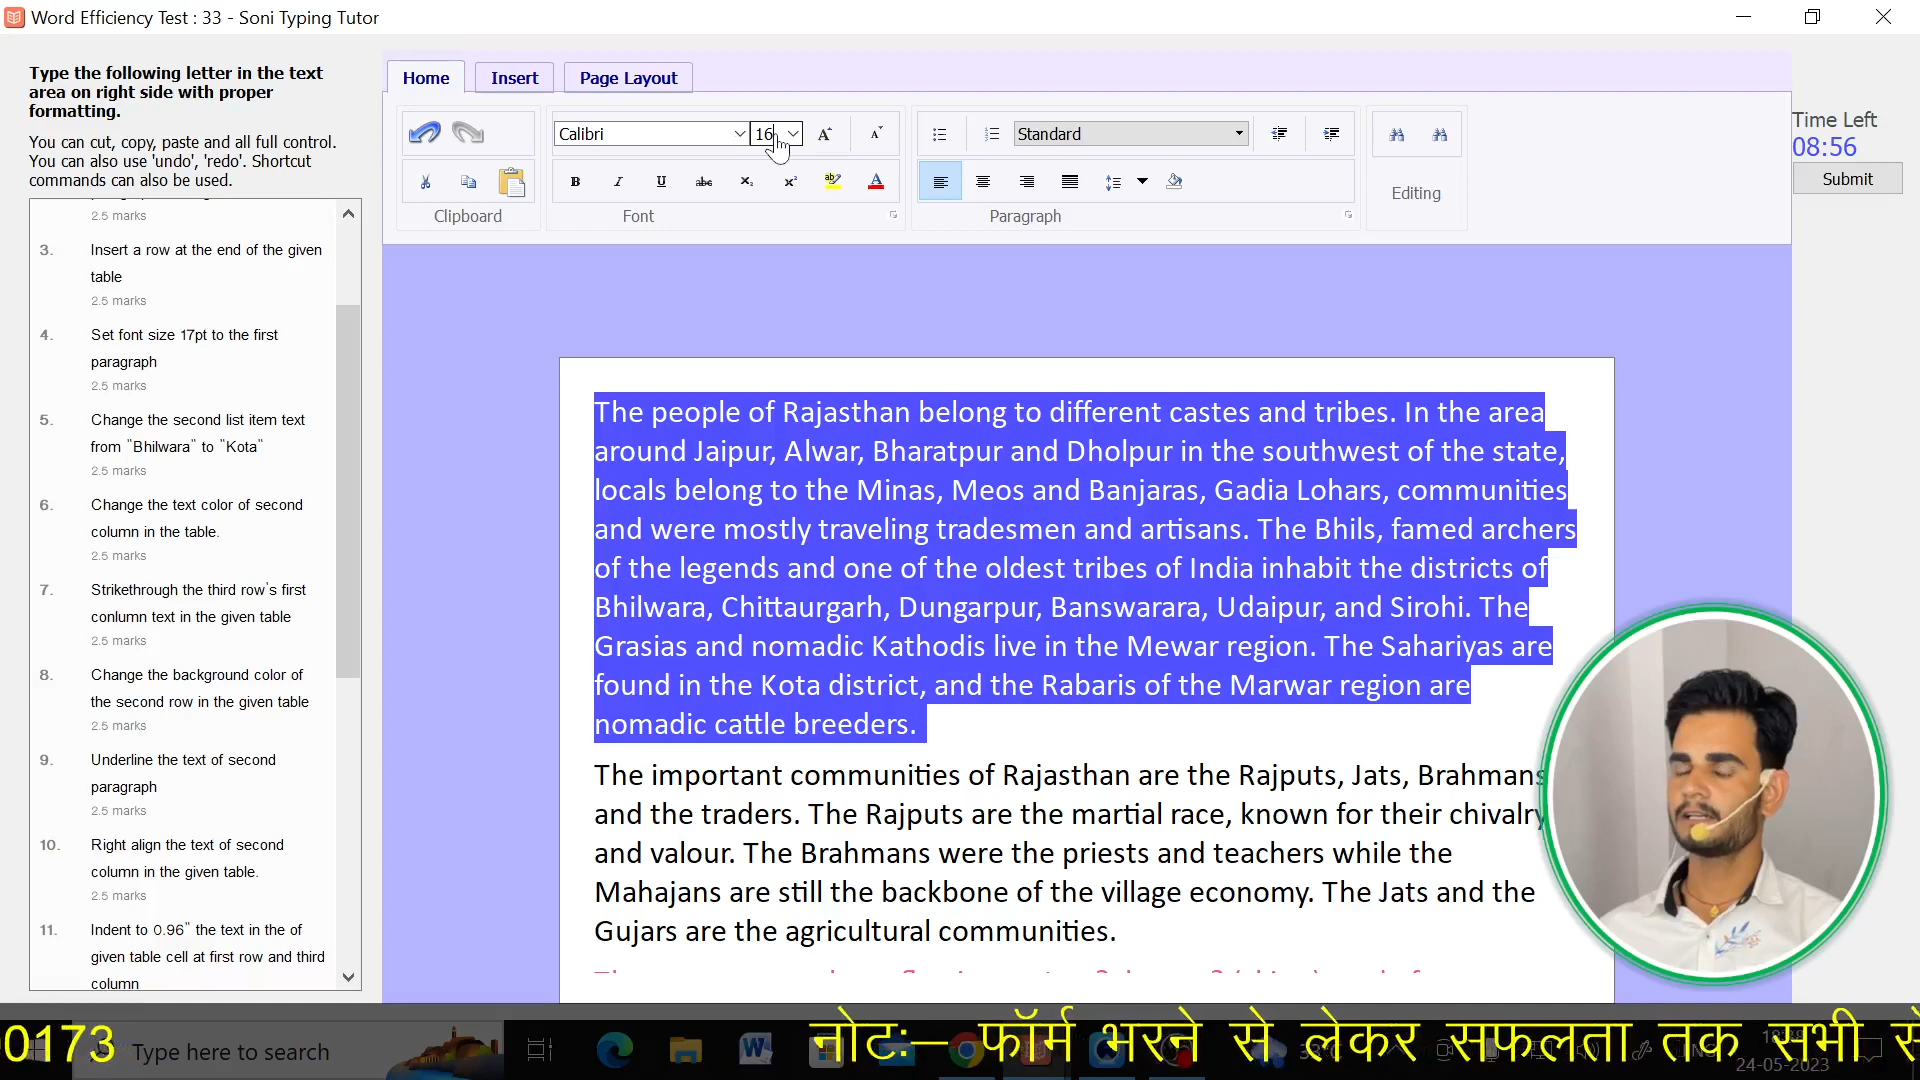 Word Efficiency Test : 33 - Soni Typing Tutor
Type the following letter in the text
area on right side with proper
formatting.
You can cut, copy, paste and all full control.
You can also use 'undo', 'redo'. Shortcut
commands can also be used.
2.5 marks
3. Insert a row at the end of the given
table
2.5 marks
4. Set font size 17pt to the first
paragraph
2.5 marks
5. Change the second list item text
from "Bhilwara" to "Kota"
2.5 marks
6. Change the text color of second
column in the table.
2.5 marks
7. Strikethrough the third row's first
conlumn text in the given table
2.5 marks
8. Change the background color of
the second row in the given table
2.5 marks
9. Underline the text of second
paragraph
2.5 marks
10. Right align the text of second
column in the given table.
2.5 marks
11. Indent to 0.96" the text in the of
given table cell at first row and third
column
Home Insert Page Layout
Calibri 16 Standard
Clipboard Font Paragraph Editing
Time Left
08:56
Submit
The people of Rajasthan belong to different castes and tribes. In the area
around Jaipur, Alwar, Bharatpur and Dholpur in the southwest of the state,
locals belong to the Minas, Meos and Banjaras, Gadia Lohars, communities
and were mostly traveling tradesmen and artisans. The Bhils, famed archers
of the legends and one of the oldest tribes of India inhabit the districts of
Bhilwara, Chittaurgarh, Dungarpur, Banswarara, Udaipur, and Sirohi. The
Grasias and nomadic Kathodis live in the Mewar region. The Sahariyas are
found in the Kota district, and the Rabaris of the Marwar region are
nomadic cattle breeders.
The important communities of Rajasthan are the Rajputs, Jats, Brahmans
and the traders. The Rajputs are the martial race, known for their chivalry
and valour. The Brahmans were the priests and teachers while the
Mahajans are still the backbone of the village economy. The Jats and the
Gujars are the agricultural communities.
00173 नोटः– फॉर्म भरने से लेकर सफलता तक सभी से
Type here to search
24-05-2023